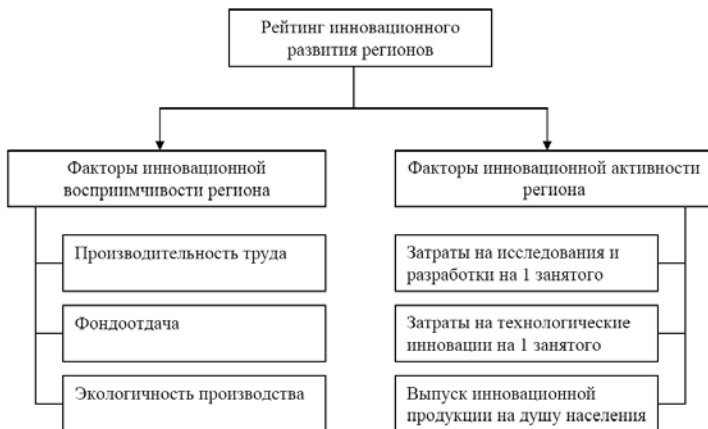 Рейтинг инновационного
развития регионов
Факторы инновационной
восприимчивости региона
Производительность труда
Фондоотдача
Экологичность производства
Факторы инновационной активности
региона
Затраты на исследования и
разработки на 1 занятого
Затраты на технологические
инновации на 1 занятого
Выпуск инновационной
продукции на душу населения